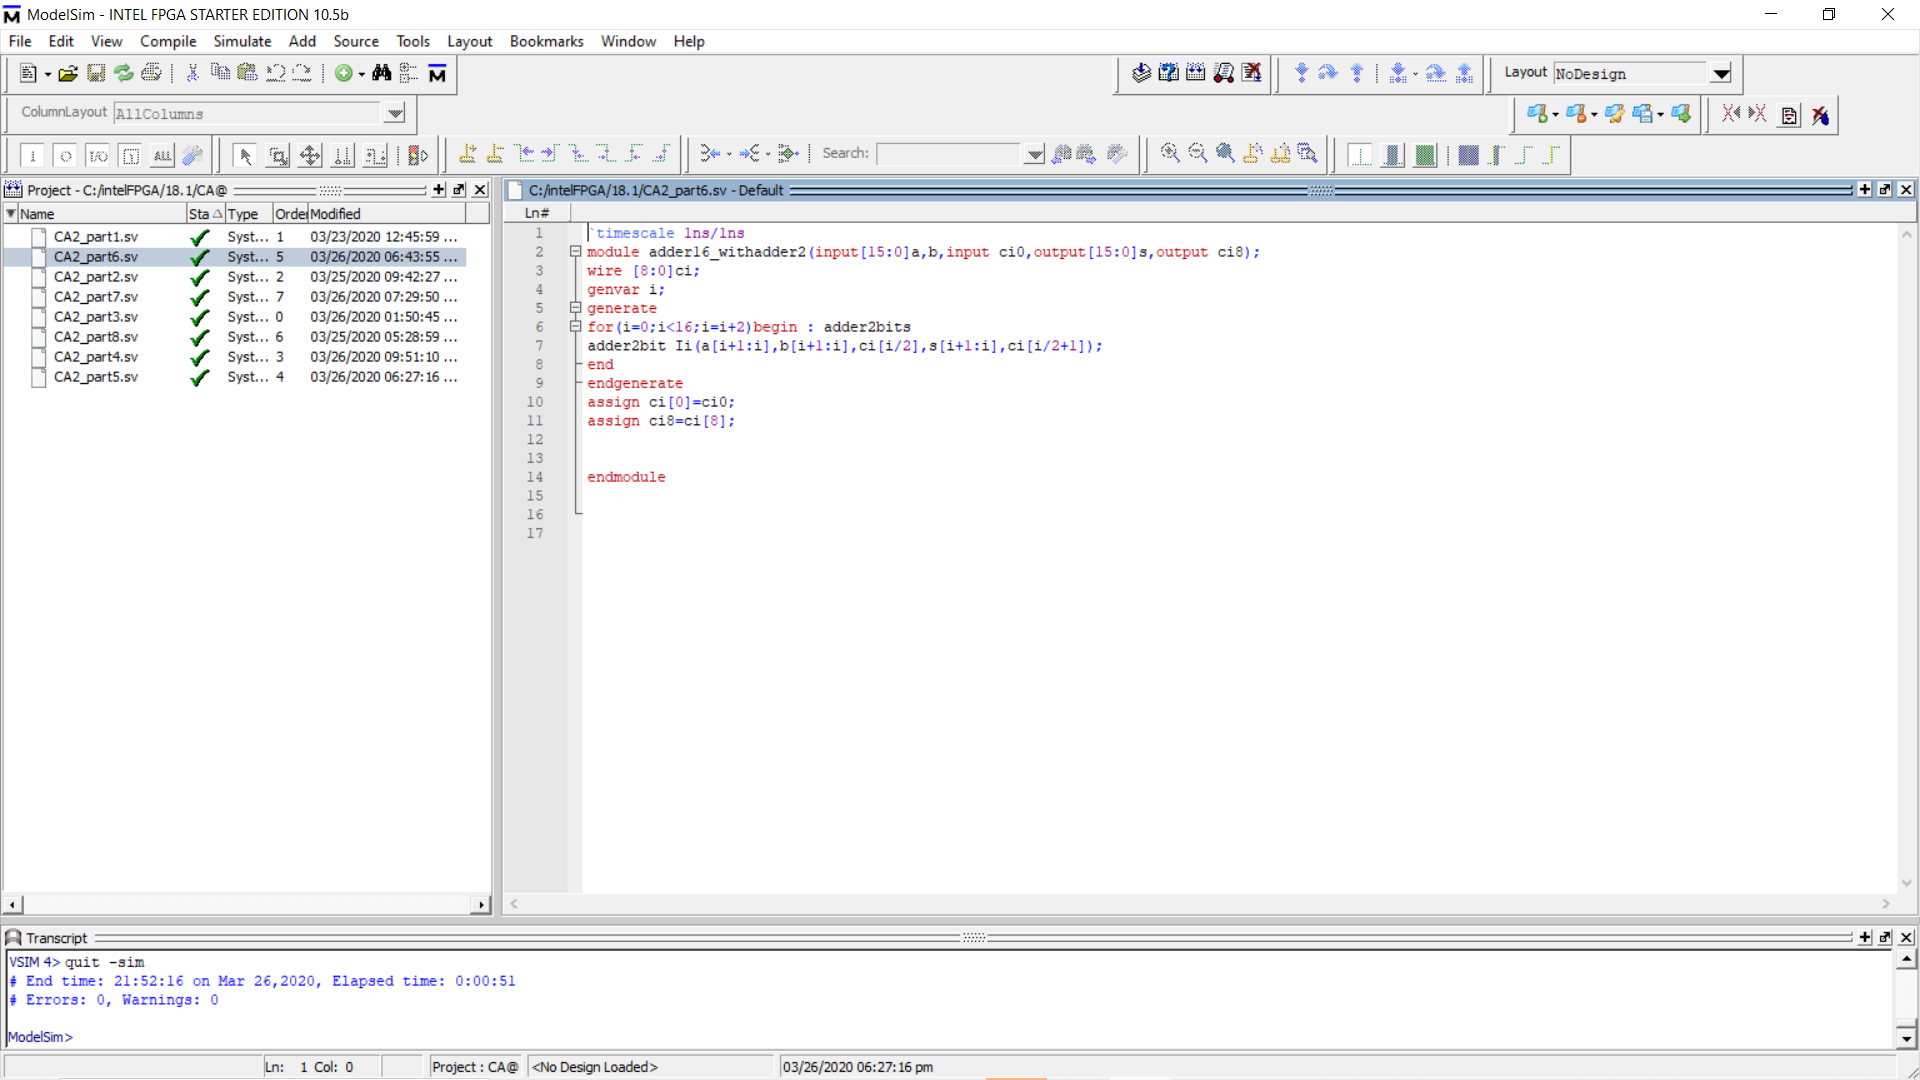 ModelSim - INTEL FPGA STARTER EDITION 10.5b
File Edit View Compile Simulate Add Source Tools Layout Bookmarks Window Help
Layout NoDesign
ColumnLayout AllColumns
Search:
Project - C:/intelFPGA/18.1/CA@
Name Sta Type Order Modified
CA2_part1.sv Syst... 1 03/23/2020 12:45:59 ...
CA2_part6.sv Syst... 5 03/26/2020 06:43:55 ...
CA2_part2.sv Syst... 2 03/25/2020 09:42:27 ...
CA2_part7.sv Syst... 7 03/26/2020 07:29:50 ...
CA2_part3.sv Syst... 0 03/26/2020 01:50:45 ...
CA2_part8.sv Syst... 6 03/25/2020 05:28:59 ...
CA2_part4.sv Syst... 3 03/26/2020 09:51:10 ...
CA2_part5.sv Syst... 4 03/26/2020 06:27:16 ...
C:/intelFPGA/18.1/CA2_part6.sv - Default
Ln#
1 `timescale 1ns/1ns
2 module adder16_withadder2(input[15:0]a,b,input ci0,output[15:0]s,output ci8);
3 wire [8:0]ci;
4 genvar i;
5 generate
6 for(i=0;i<16;i=i+2)begin : adder2bits
7 adder2bit Ii(a[i+1:i],b[i+1:i],ci[i/2],s[i+1:i],ci[i/2+1]);
8 end
9 endgenerate
10 assign ci[0]=ci0;
11 assign ci8=ci[8];
12
13
14 endmodule
15
16
17
Transcript
VSIM 4> quit -sim
# End time: 21:52:16 on Mar 26,2020, Elapsed time: 0:00:51
# Errors: 0, Warnings: 0
ModelSim>
Ln: 1 Col: 0 Project : CA@ <No Design Loaded> 03/26/2020 06:27:16 pm